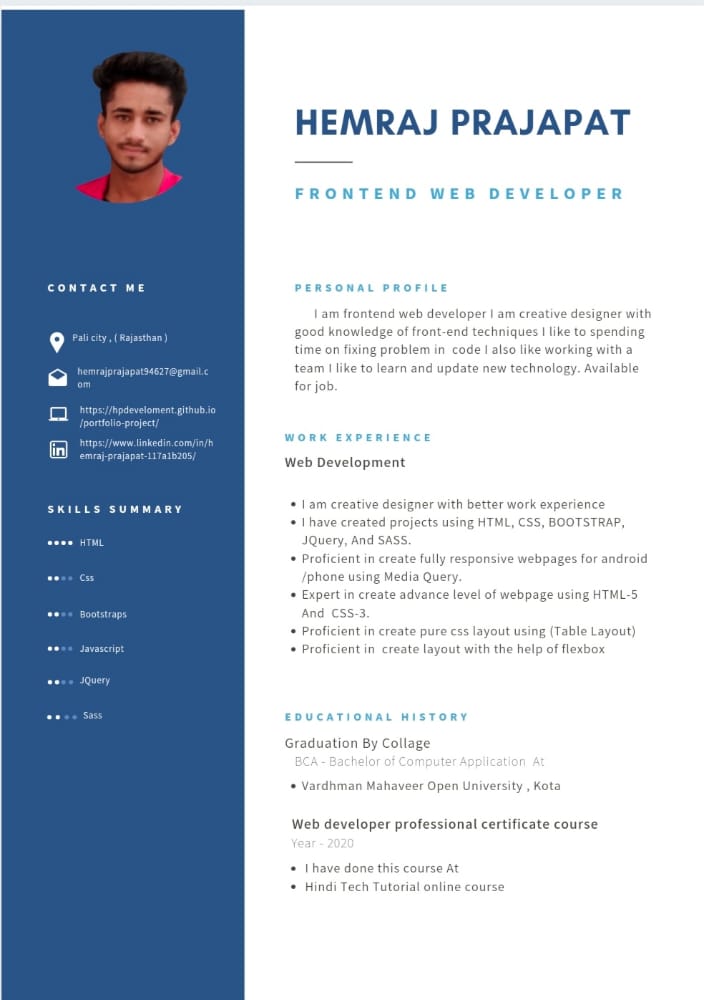 HEMRAJ PRAJAPAT
FRONTEND WEB DEVELOPER
CONTACT ME
Pali city , ( Rajasthan )
hemrajprajapat94627@gmail.c
om
https://hpdeveloment.github.io
/portfolio-project/
https://www.linkedin.com/in/h
emraj-prajapat-117a1b205/
SKILLS SUMMARY
HTML
Css
Bootstraps
Javascript
JQuery
Sass
PERSONAL PROFILE
I am frontend web developer I am creative designer with
good knowledge of front-end techniques I like to spending
time on fixing problem in code I also like working with a
team I like to learn and update new technology. Available
for job.
WORK EXPERIENCE
Web Development
• I am creative designer with better work experience
• I have created projects using HTML, CSS, BOOTSTRAP,
JQuery, And SASS.
• Proficient in create fully responsive webpages for android
/phone using Media Query.
• Expert in create advance level of webpage using HTML-5
And CSS-3.
• Proficient in create pure css layout using (Table Layout)
• Proficient in create layout with the help of flexbox
EDUCATIONAL HISTORY
Graduation By Collage
BCA - Bachelor of Computer Application At
• Vardhman Mahaveer Open University , Kota
Web developer professional certificate course
Year - 2020
• I have done this course At
• Hindi Tech Tutorial online course